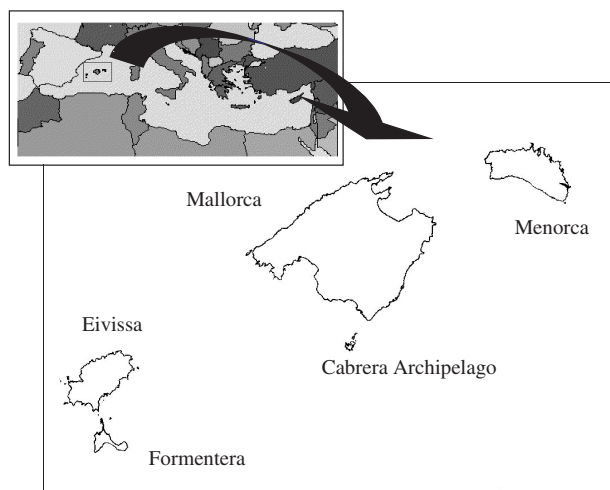 Mallorca
Menorca
Eivissa
Cabrera Archipelago
Formentera